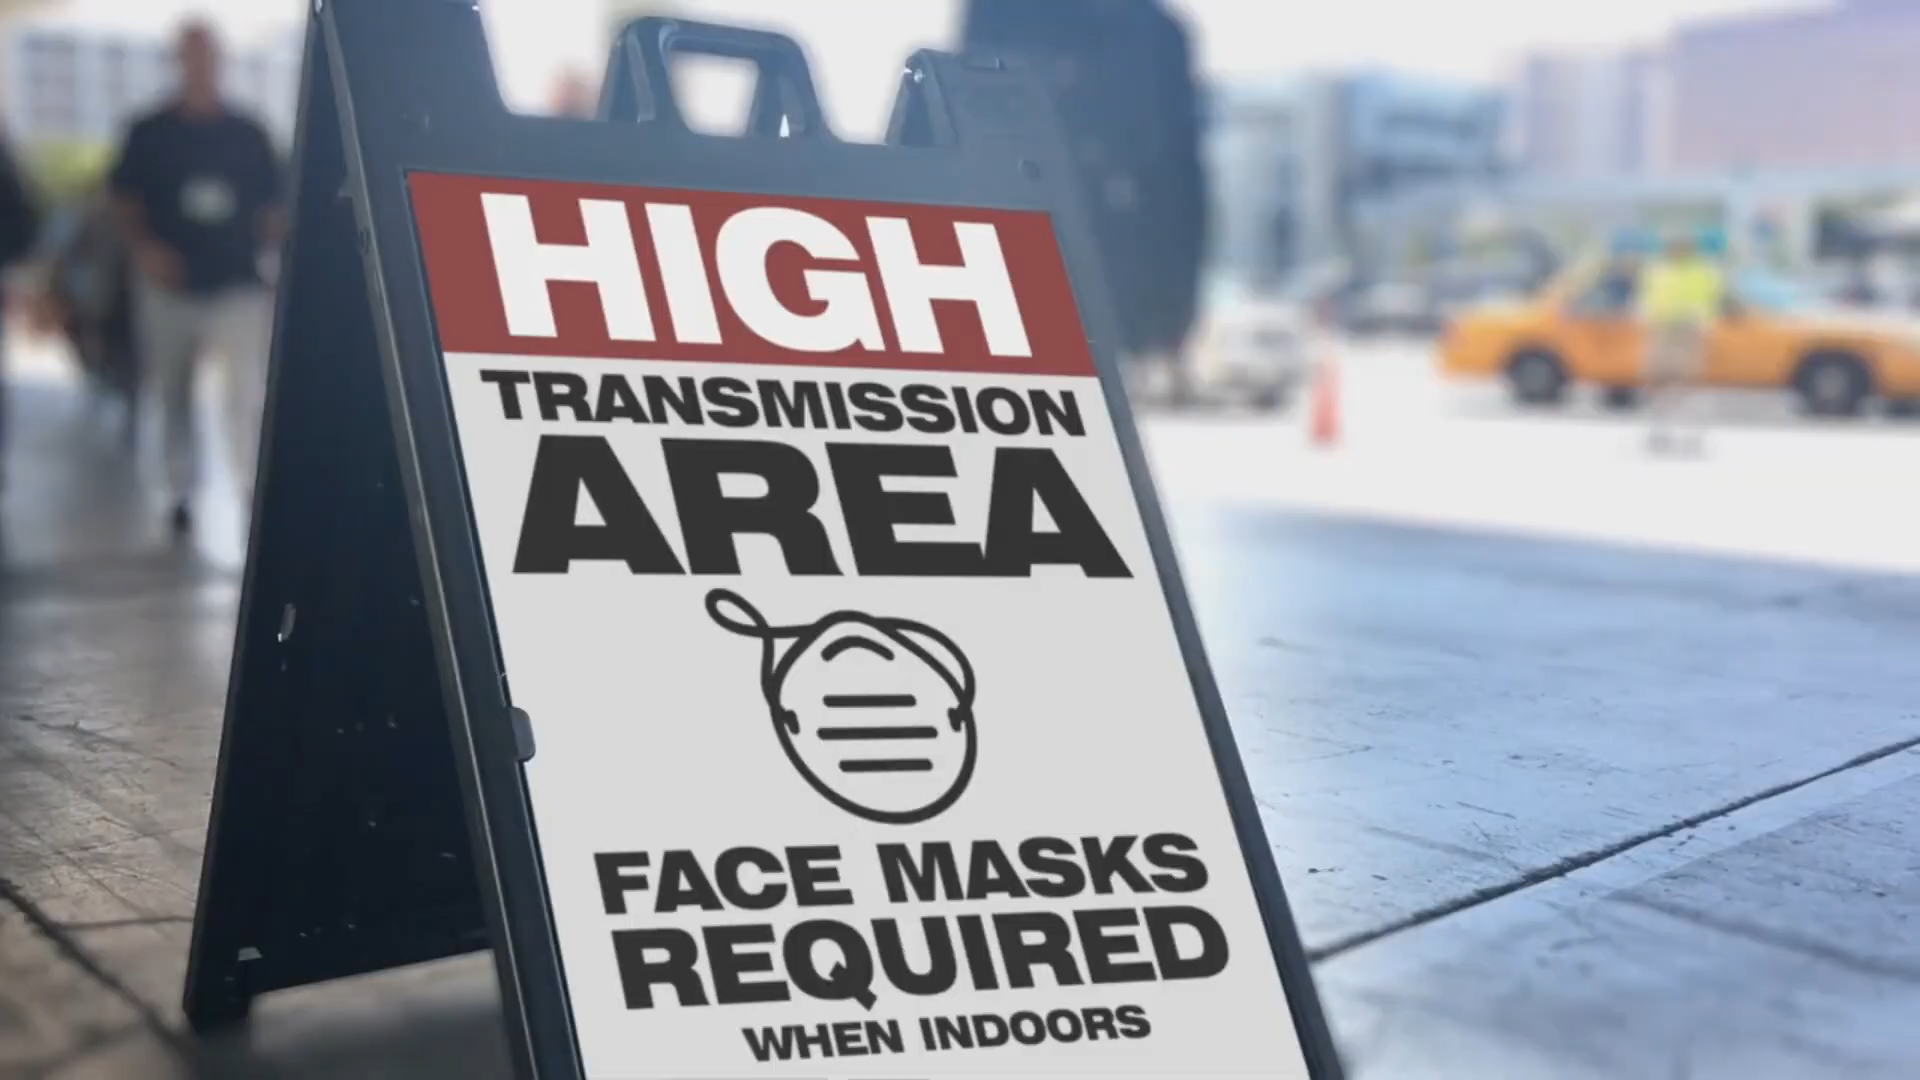 HIGH
TRANSMISSION
AREA
FACE MASKS
REQUIRED
WHEN INDOORS